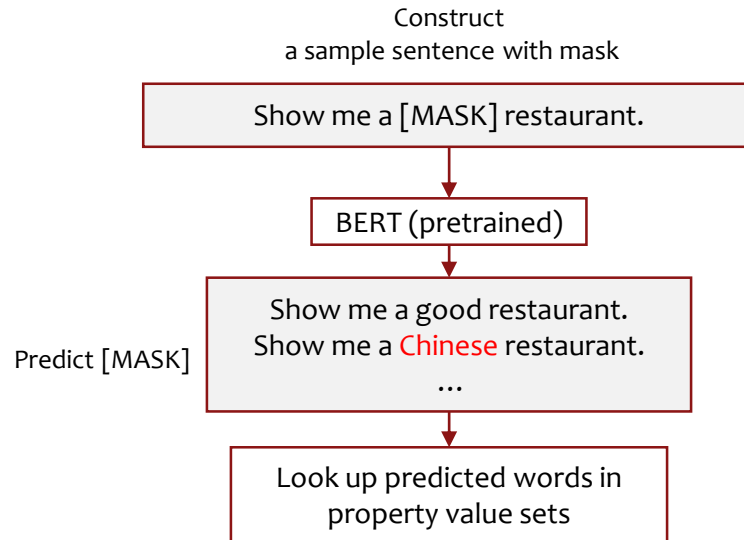 Construct
a sample sentence with mask
Show me a [MASK] restaurant.
BERT (pretrained)
Show me a good restaurant.
Show me a Chinese restaurant.
...
Predict [MASK]
Look up predicted words in
property value sets